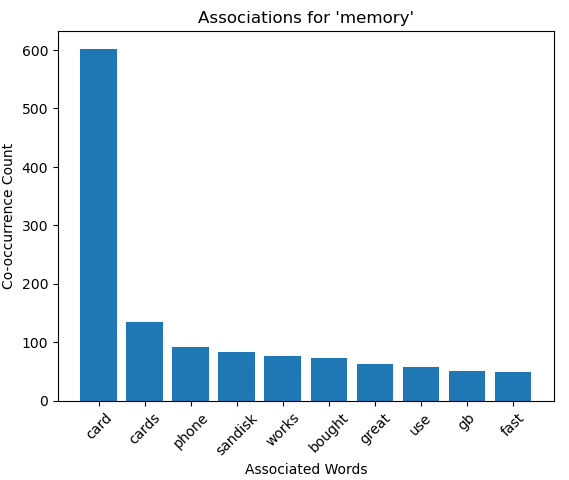 Associations for 'memory'
Co-occurrence Count
600
500
400
300
200
100
0
card
cards
phone
sandisk
works
bought
great
use
gb
fast
Associated Words